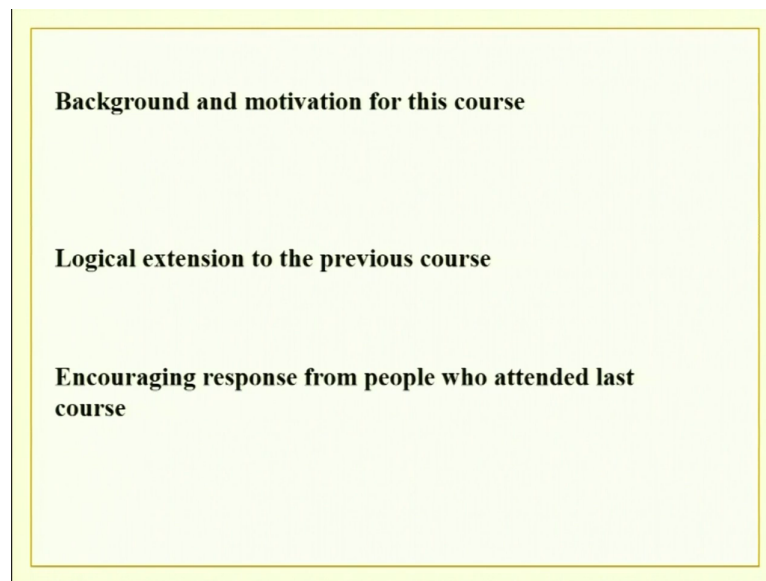 Background and motivation for this course
Logical extension to the previous course
Encouraging response from people who attended last
course